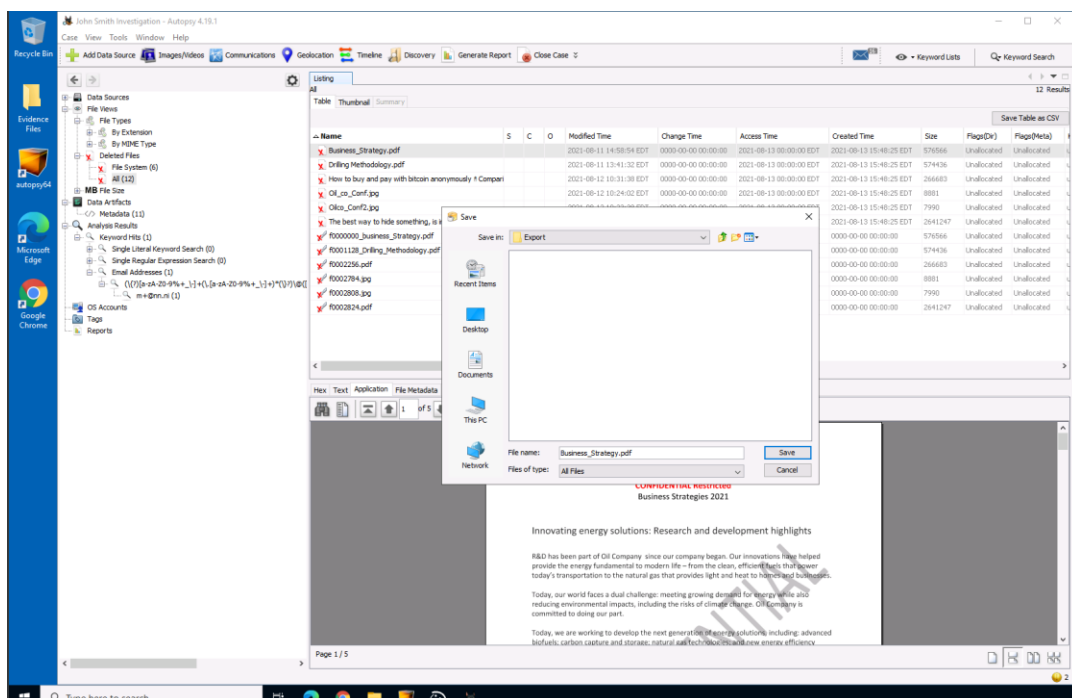 John Smith Investigation - Autopsy 4.19.1
Case View Tools Window Help
Add Data Source Images/Videos Communications Geolocation Timeline Discovery Generate Report Close Case Keyword Lists Keyword Search
Recycle Bin
Evidence Files
autopsy64
Microsoft Edge
Google Chrome
Data Sources
File Views
File Types
By Extension
By MIME Type
Deleted Files
File System (6)
All (12)
MB File Size
Data Artifacts
Metadata (11)
Analysis Results
Keyword Hits (1)
Single Literal Keyword Search (0)
Single Regular Expression Search (0)
Email Addresses (1)
m+@nn.ni (1)
OS Accounts
Tags
Reports
Listing
All
12 Results
Table Thumbnail Summary
Save Table as CSV
Name S C O Modified Time Change Time Access Time Created Time Size Flags(Dir) Flags(Meta)
Business_Strategy.pdf 2021-08-11 14:58:54 EDT 0000-00-00 00:00:00 2021-08-13 00:00:00 EDT 2021-08-13 15:48:25 EDT 576566 Unallocated Unallocated
Drilling Methodology.pdf 2021-08-11 13:41:32 EDT 0000-00-00 00:00:00 2021-08-13 00:00:00 EDT 2021-08-13 15:48:25 EDT 574436 Unallocated Unallocated
How to buy and pay with bitcoin anonymously 2021-08-12 10:31:38 EDT 0000-00-00 00:00:00 2021-08-13 00:00:00 EDT 2021-08-13 15:48:25 EDT 266683 Unallocated Unallocated
Oil_co_Conf.jpg 2021-08-12 10:24:02 EDT 0000-00-00 00:00:00 2021-08-13 00:00:00 EDT 2021-08-13 15:48:25 EDT 8881 Unallocated Unallocated
Oilco_Conf2.jpg 2021-08-13 15:48:25 EDT 7990 Unallocated Unallocated
The best way to hide something, is 2021-08-13 15:48:25 EDT 2641247 Unallocated Unallocated
f0000000_business_Strategy.pdf 0000-00-00 00:00:00 576566 Unallocated Unallocated
f0001128_Drilling_Methodology.pdf 0000-00-00 00:00:00 574436 Unallocated Unallocated
f0002256.pdf 0000-00-00 00:00:00 266683 Unallocated Unallocated
f0002784.jpg 0000-00-00 00:00:00 8881 Unallocated Unallocated
f0002808.jpg 0000-00-00 00:00:00 7990 Unallocated Unallocated
f0002824.pdf 0000-00-00 00:00:00 2641247 Unallocated Unallocated
Save
Save in: Export
Recent Items
Desktop
Documents
This PC
Network
File name: Business_Strategy.pdf Save
Files of type: All Files Cancel
Hex Text Application File Metadata
1 of 5
CONFIDENTIAL Restricted
Business Strategies 2021
Innovating energy solutions: Research and development highlights
R&D has been part of Oil Company since our company began. Our innovations have helped
provide the energy fundamental to modern life – from the clean, efficient fuels that power
today's transportation to the natural gas that provides light and heat to homes and businesses.
Today, our world faces a dual challenge: meeting growing demand for energy while also
reducing environmental impacts, including the risks of climate change. Oil Company is
committed to doing our part.
Today, we are working to develop the next generation of energy solutions, including: advanced
biofuels; carbon capture and storage; natural gas technologies; and new energy efficiency
Page 1 / 5
2
Type here to search